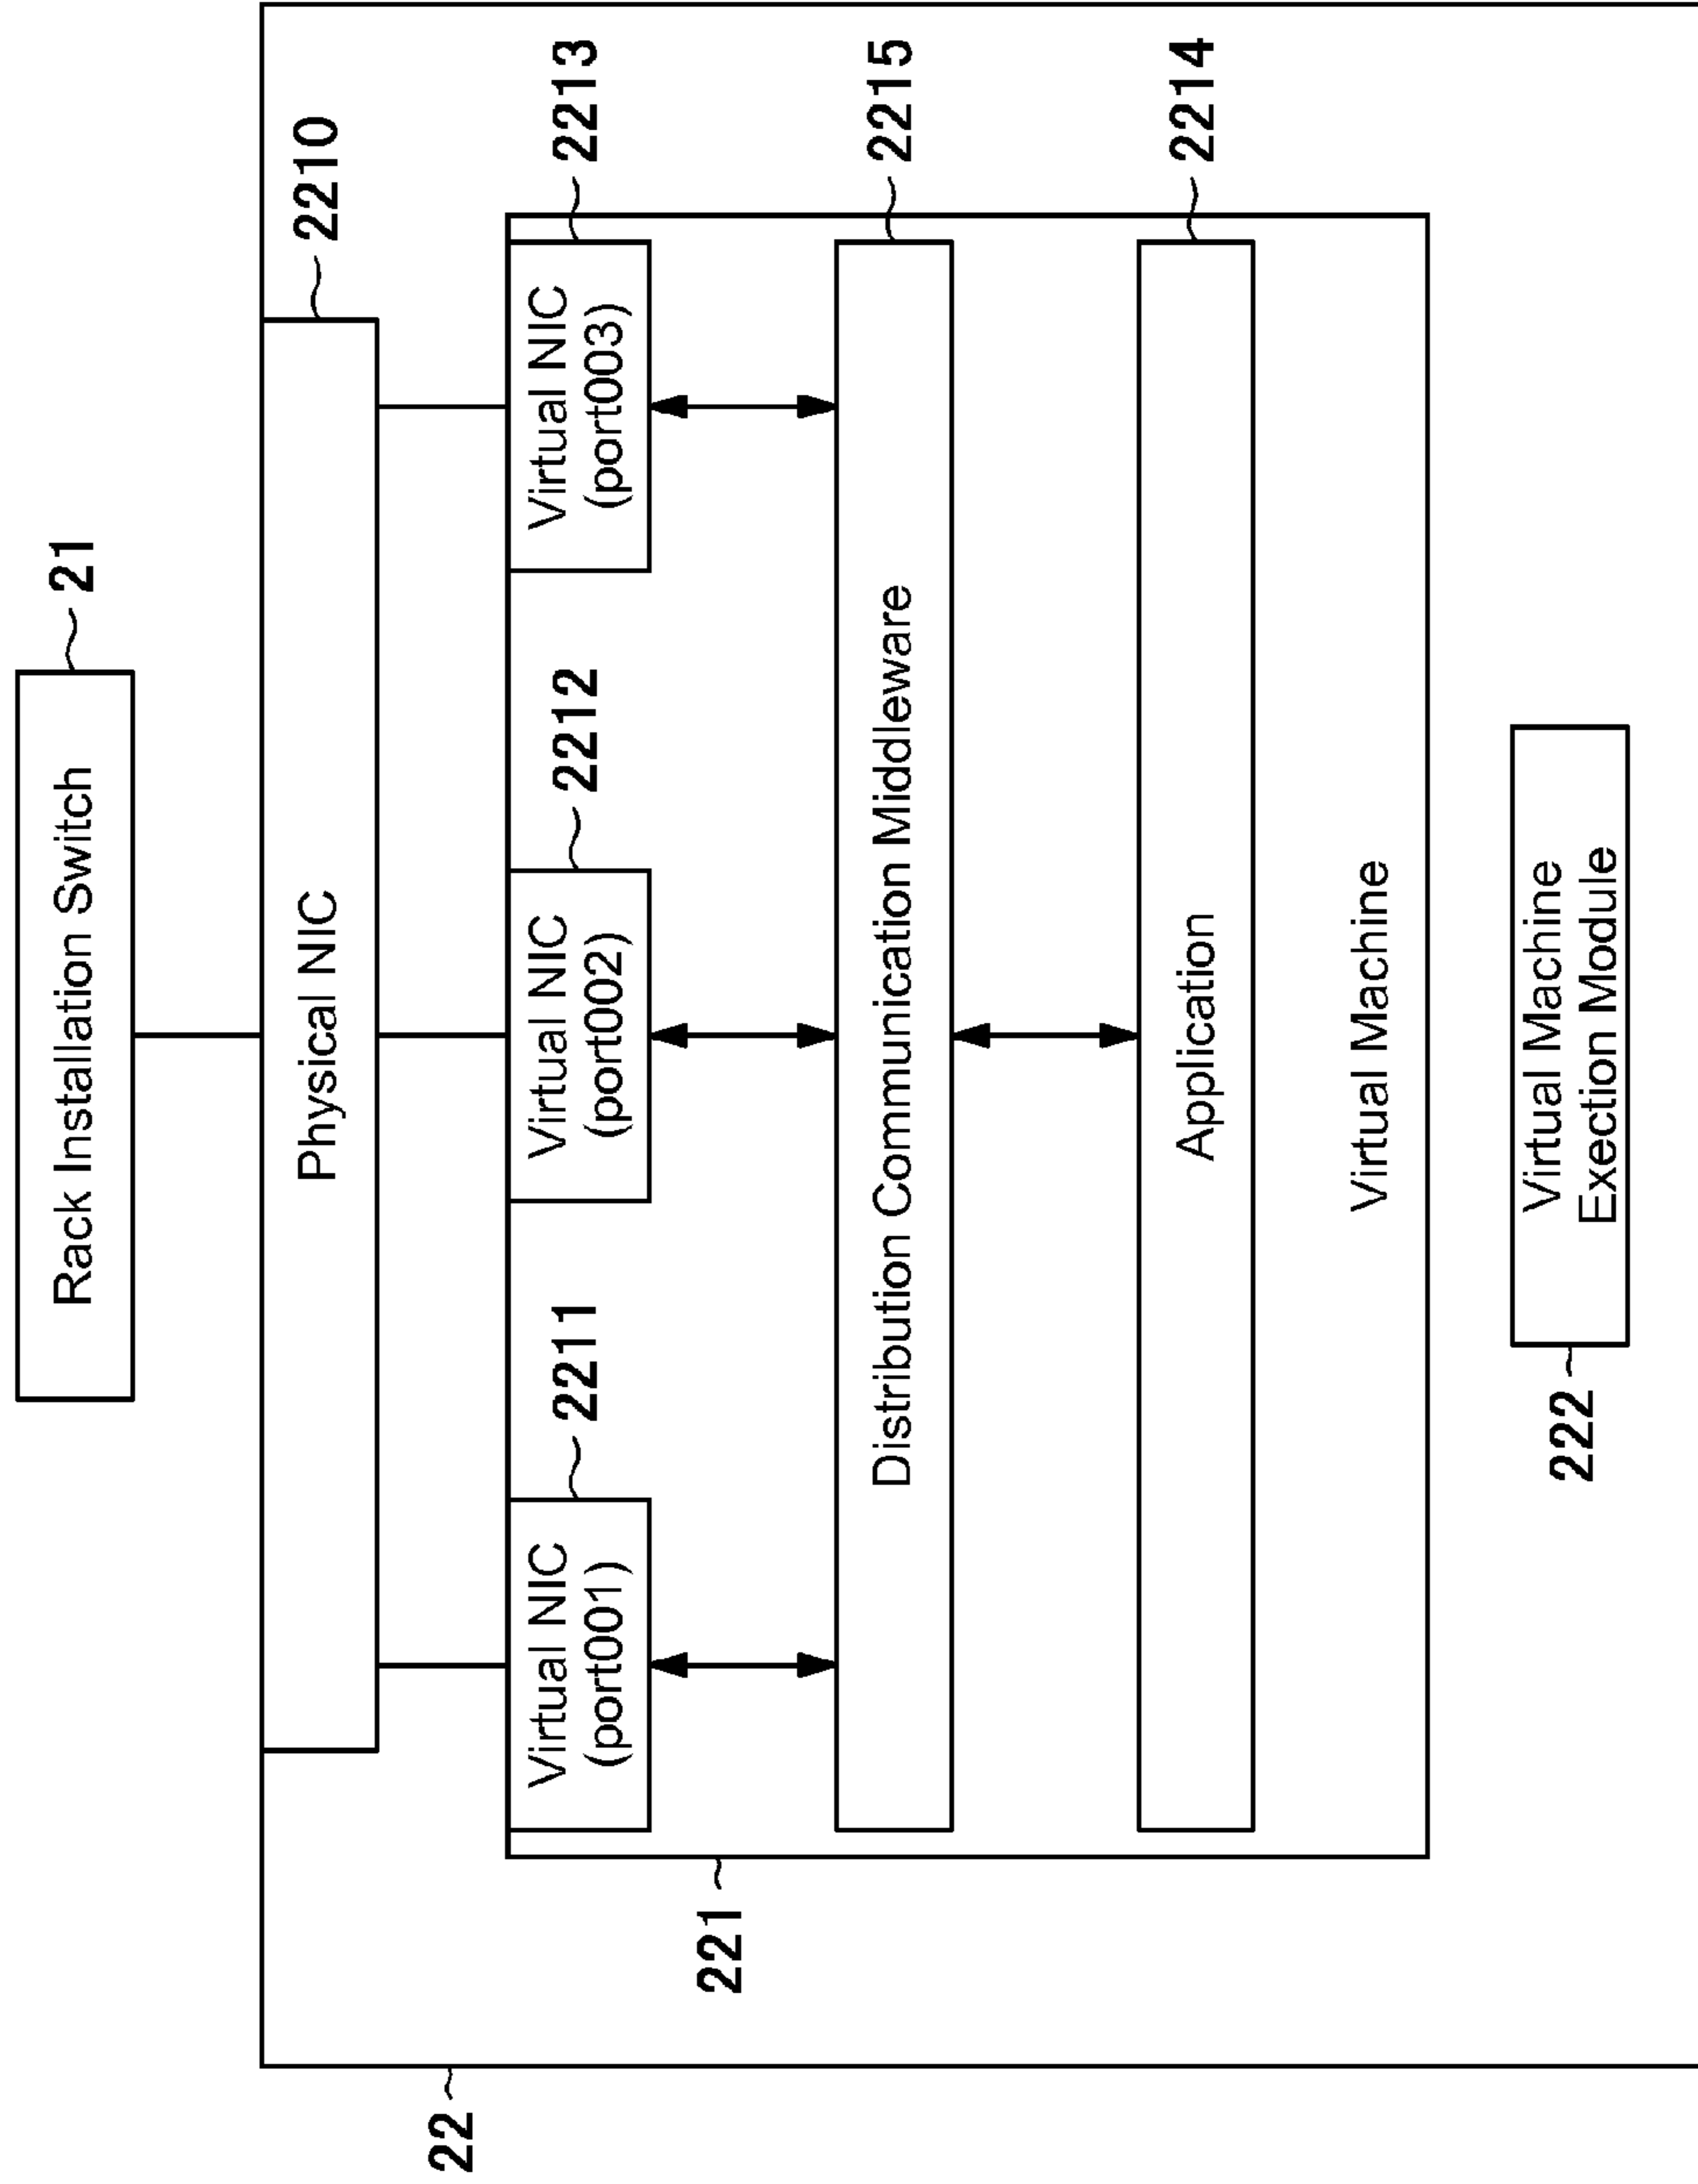 Rack Installation Switch
21
22
Physical NIC
2210
Virtual NIC
(port001)
2211
Virtual NIC
(port002)
2212
Virtual NIC
(port003)
2213
221
Distribution Communication Middleware
2215
Application
2214
Virtual Machine
222
Virtual Machine
Exection Module